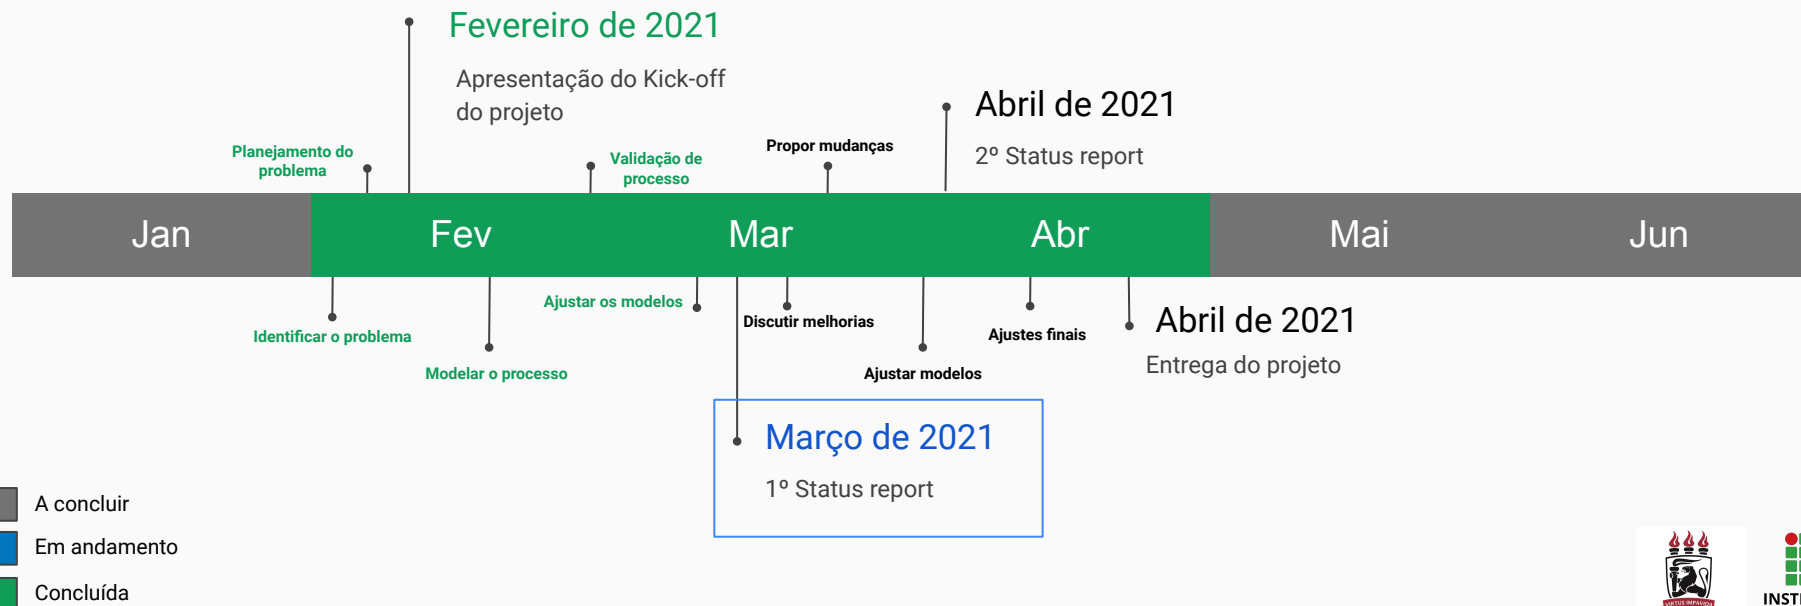 Fevereiro de 2021
Apresentação do Kick-off
do projeto
Abril de 2021
2º Status report
Planejamento do
problema
Validação de
processo
Propor mudanças
Jan
Fev
Mar
Abr
Mai
Jun
Identificar o problema
Modelar o processo
Ajustar os modelos
Discutir melhorias
Ajustar modelos
Ajustes finais
Abril de 2021
Entrega do projeto
Março de 2021
1º Status report
A concluir
Em andamento
Concluída
VIRTUS IMPAVIDA